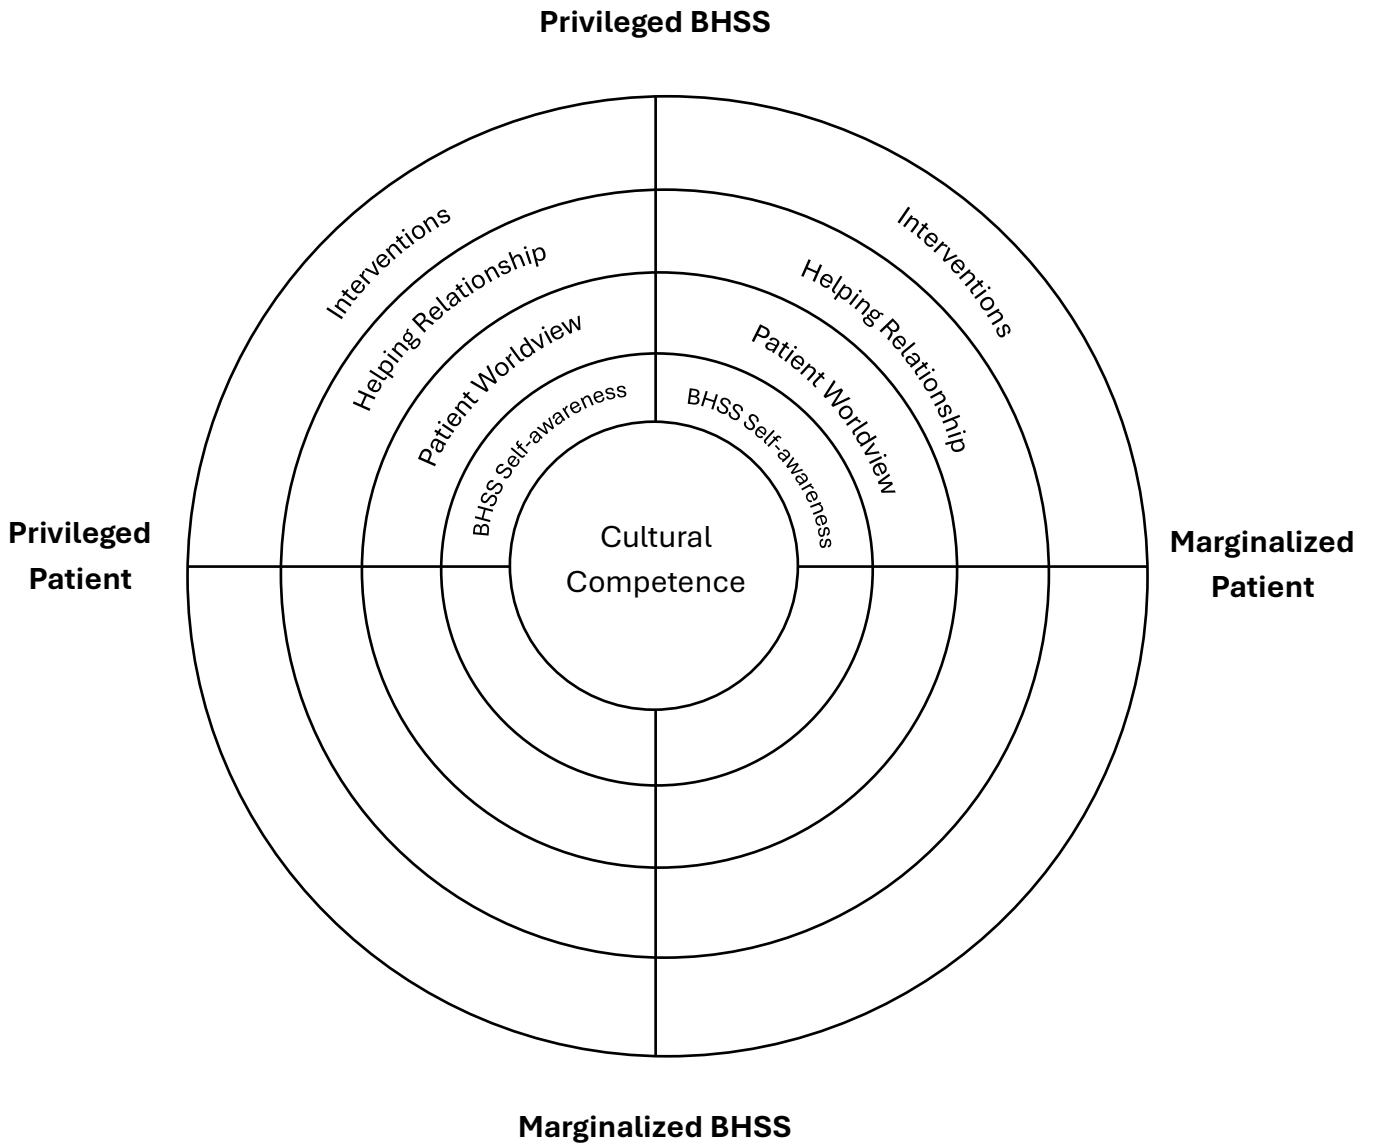 Privileged BHSS
Interventions
Interventions
Helping Relationship
Helping Relationship
Patient Worldview
Patient Worldview
BHSS Self-awareness
BHSS Self-awareness
Privileged
Patient
Cultural
Competence
Marginalized
Patient
Marginalized BHSS